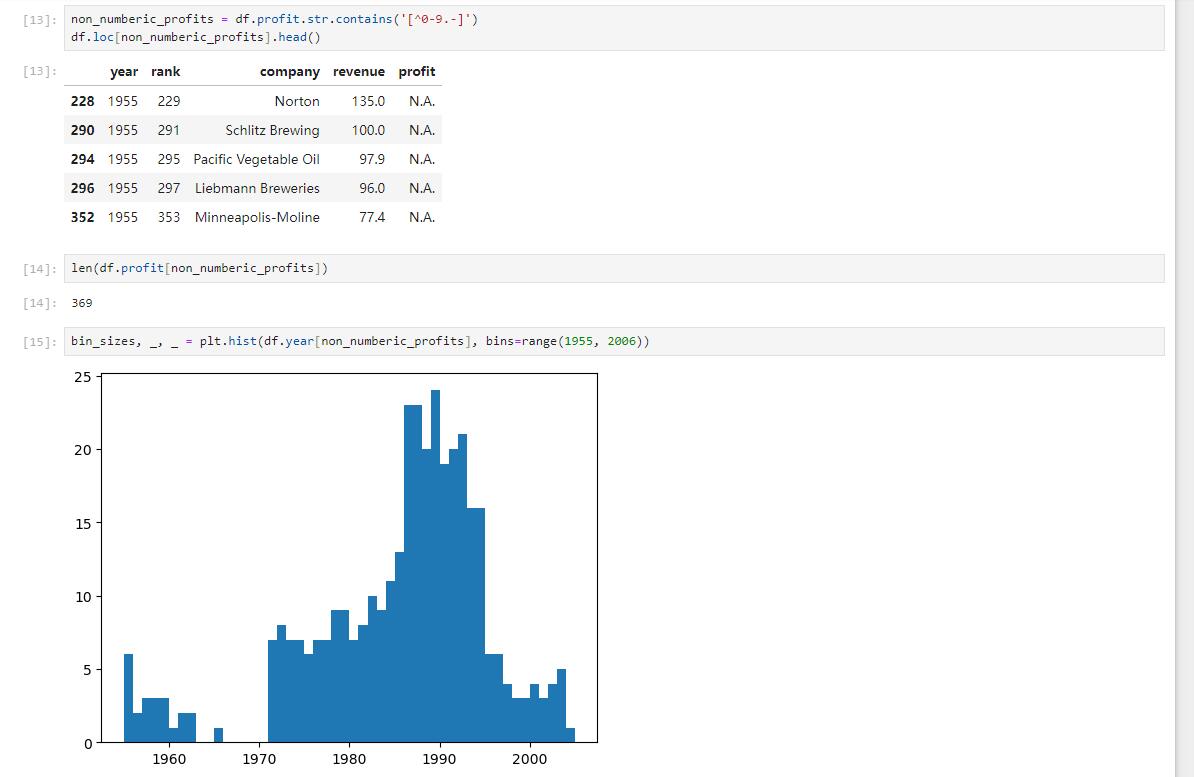 [13]: non_numberic_profits = df.profit.str.contains('[^0-9.-]')
df.loc[non_numberic_profits].head()
[13]: year rank company revenue profit
228 1955 229 Norton 135.0 N.A.
290 1955 291 Schlitz Brewing 100.0 N.A.
294 1955 295 Pacific Vegetable Oil 97.9 N.A.
296 1955 297 Liebmann Breweries 96.0 N.A.
352 1955 353 Minneapolis-Moline 77.4 N.A.
[14]: len(df.profit[non_numberic_profits])
[14]: 369
[15]: bin_sizes, _, _ = plt.hist(df.year[non_numberic_profits], bins=range(1955, 2006))
25
20
15
10
5
0
1960 1970 1980 1990 2000